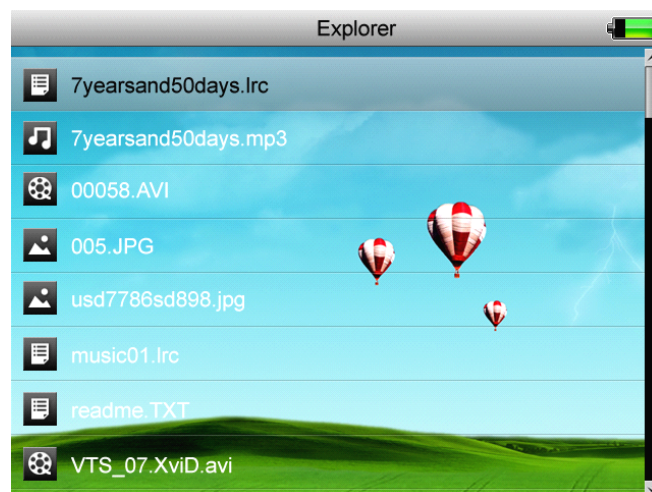 Explorer
7yearsand50days.lrc
7yearsand50days.mp3
00058.AVI
005.JPG
usd7786sd898.jpg
music01.lrc
readme.TXT
VTS_07.XviD.avi